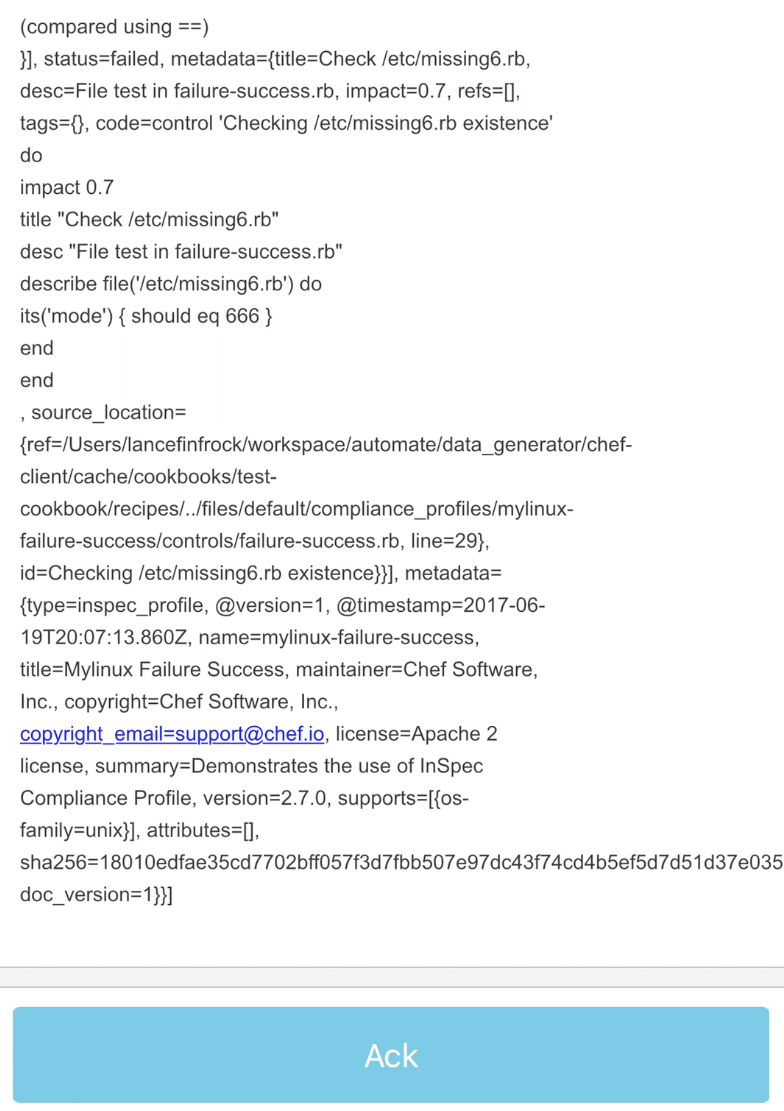 (compared using ==)
}], status=failed, metadata={title=Check /etc/missing6.rb,
desc=File test in failure-success.rb, impact=0.7, refs=[],
tags={}, code=control 'Checking /etc/missing6.rb existence'
do
impact 0.7
title "Check /etc/missing6.rb"
desc "File test in failure-success.rb"
describe file('/etc/missing6.rb') do
its('mode') { should eq 666 }
end
end
, source_location=
{ref=/Users/lancefinfrock/workspace/automate/data_generator/chef-
client/cache/cookbooks/test-
cookbook/recipes/../files/default/compliance_profiles/mylinux-
failure-success/controls/failure-success.rb, line=29},
id=Checking /etc/missing6.rb existence}}], metadata=
{type=inspec_profile, @version=1, @timestamp=2017-06-
19T20:07:13.860Z, name=mylinux-failure-success,
title=Mylinux Failure Success, maintainer=Chef Software,
Inc., copyright=Chef Software, Inc.,
copyright_email=support@chef.io, license=Apache 2
license, summary=Demonstrates the use of InSpec
Compliance Profile, version=2.7.0, supports=[{os-
family=unix}], attributes=[],
sha256=18010edfae35cd7702bff057f3d7fbb507e97dc43f74cd4b5ef5d7d51d37e035
doc_version=1}}]
Ack